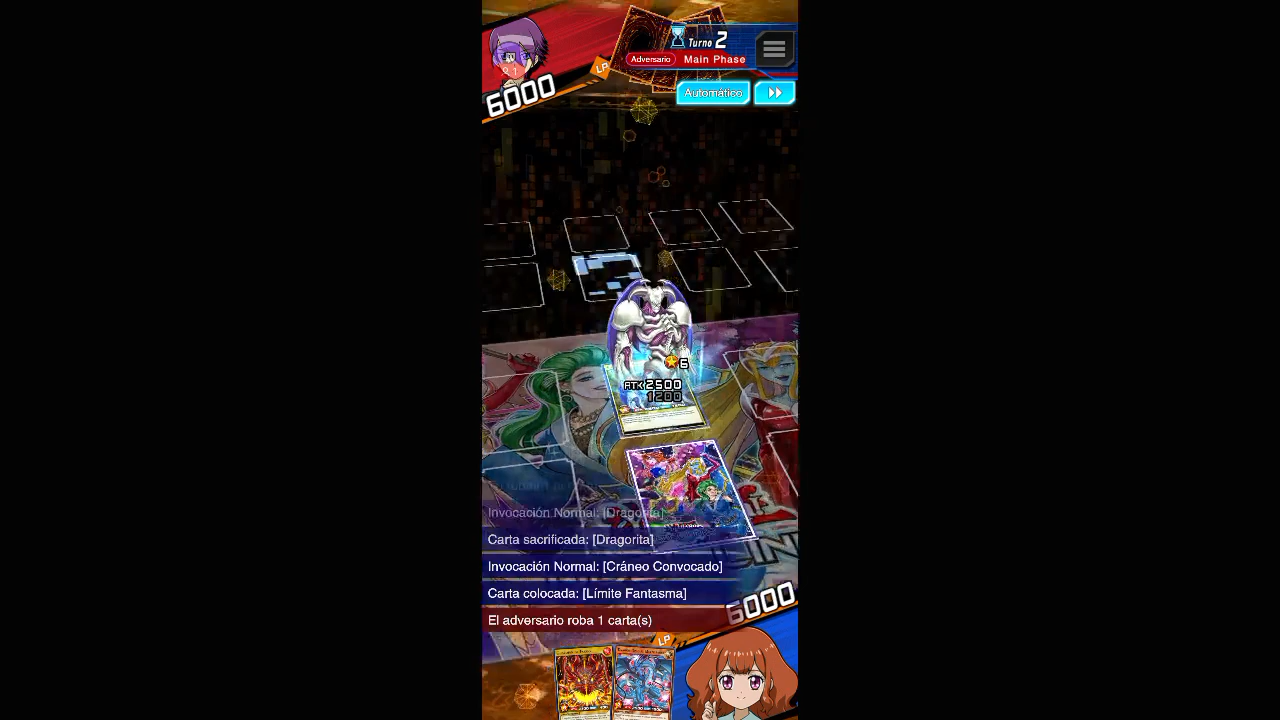 Turno 2
Adversario Main Phase
LP
6000
Automático
6
ATK 2500
1200
Invocación Normal: [Dragorita]
Carta sacrificada: [Dragorita]
Invocación Normal: [Cráneo Convocado]
Carta colocada: [Límite Fantasma]
6000
El adversario roba 1 carta(s)
LP